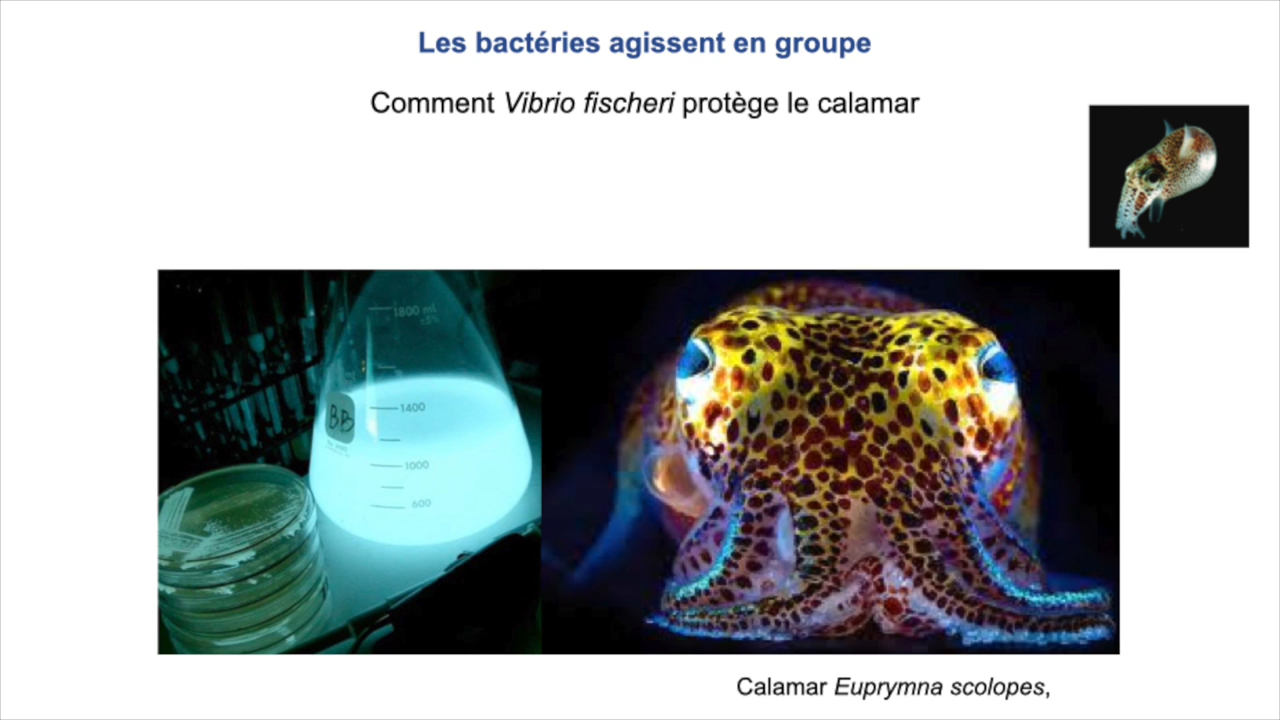 Les bactéries agissent en groupe
Comment Vibrio fischeri protège le calamar
1800 ml
±5%
1400
BB
1000
600
Calamar Euprymna scolopes,